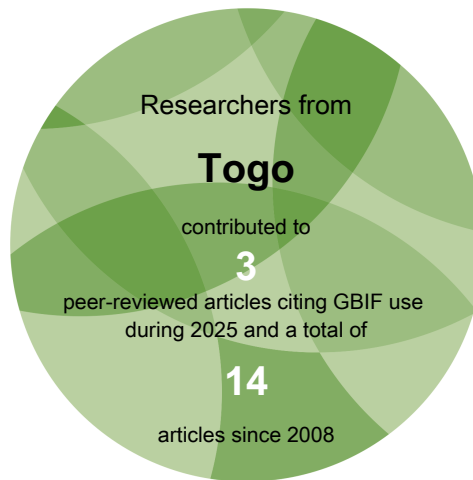 Researchers from
Togo
contributed to
3
peer-reviewed articles citing GBIF use
during 2025 and a total of
14
articles since 2008